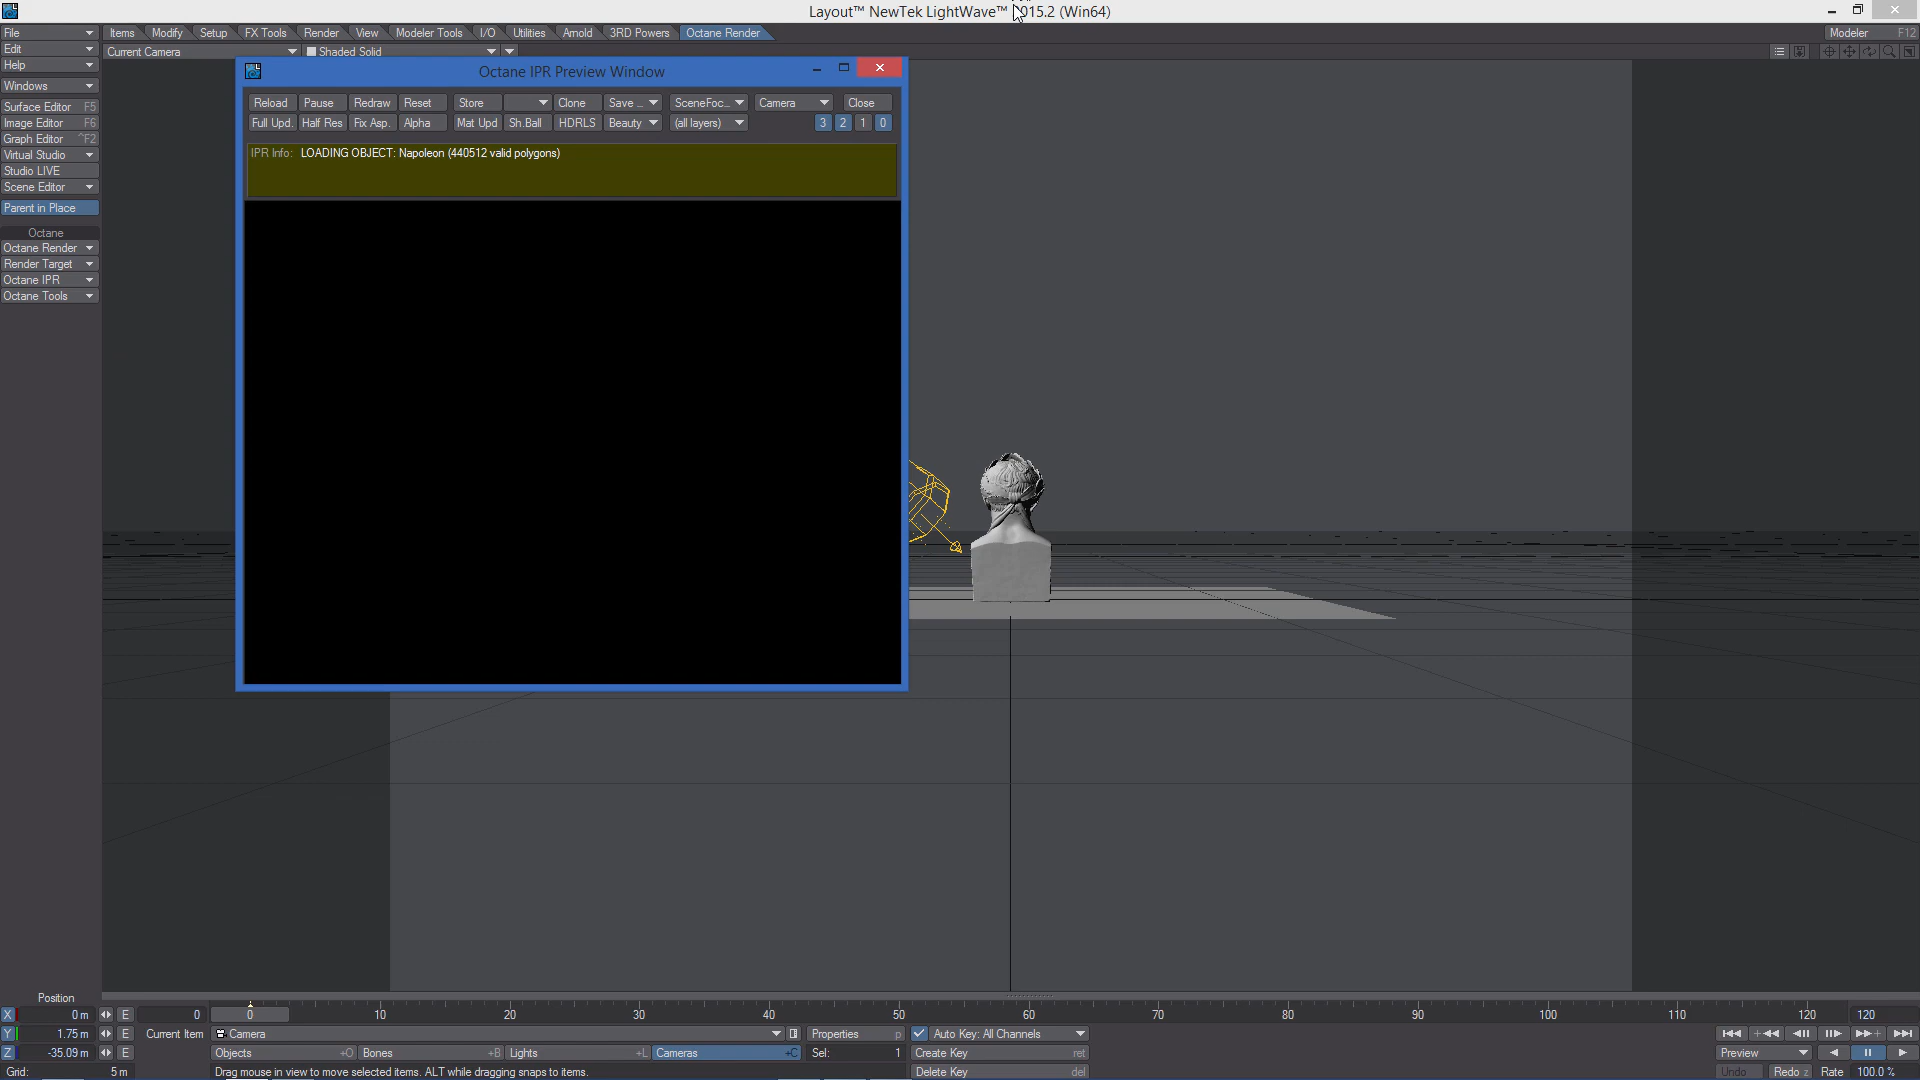 Layout™ NewTek LightWave™ 2015.2 (Win64)
File Items Modify Setup FX Tools Render View Modeler Tools I/O Utilities Arnold 3RD Powers Octane Render Modeler F12
Edit Current Camera Shaded Solid
Help
Windows
Surface Editor F5
Image Editor F6
Graph Editor ^F2
Virtual Studio
Studio LIVE
Scene Editor
Parent in Place
Octane
Octane Render
Render Target
Octane IPR
Octane Tools
Octane IPR Preview Window
Reload Pause Redraw Reset Store Clone Save ... SceneFoc... Camera Close
Full Upd. Half Res Fix Asp. Alpha Mat Upd Sh.Ball HDRLS Beauty (all layers) 3 2 1 0
IPR Info: LOADING OBJECT: Napoleon (440512 valid polygons)
Position
X 0 m E 0 0 10 20 30 40 50 60 70 80 90 100 110 120 120
Y 1.75 m E Current Item Camera Properties p Auto Key: All Channels
Z -35.09 m E Objects +O Bones +B Lights +L Cameras +C Sel: 1 Create Key ret Preview
Grid: 5 m Drag mouse in view to move selected items. ALT while dragging snaps to items. Delete Key del Undo Redo z Rate 100.0 %